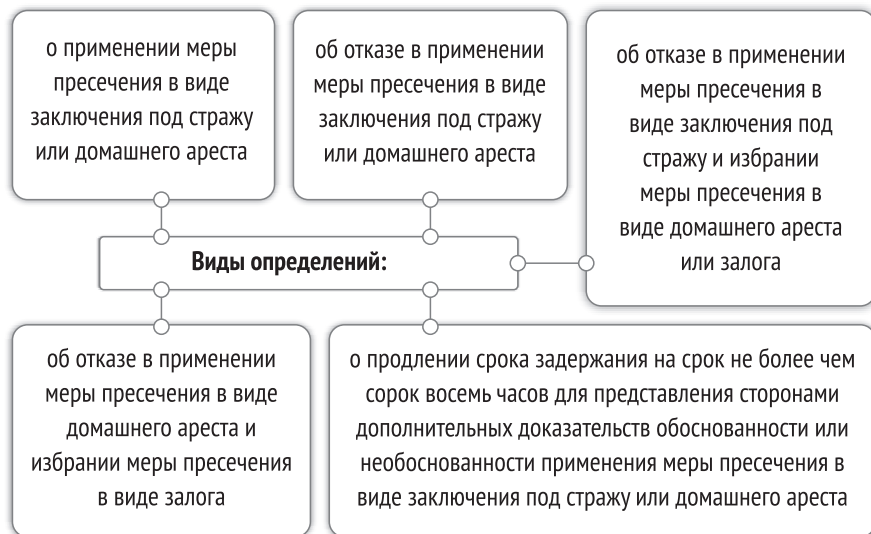 о применении меры
пресечения в виде
заключения под стражу
или домашнего ареста
об отказе в применении
меры пресечения в виде
заключения под стражу
или домашнего ареста
об отказе в применении
меры пресечения в
виде заключения под
стражу и избрании
меры пресечения в
виде домашнего ареста
или залога
Виды определений:
об отказе в применении
меры пресечения в виде
домашнего ареста и
избрании меры пресечения
в виде залога
о продлении срока задержания на срок не более чем
сорок восемь часов для представления сторонами
дополнительных доказательств обоснованности или
необоснованности применения меры пресечения в
виде заключения под стражу или домашнего ареста